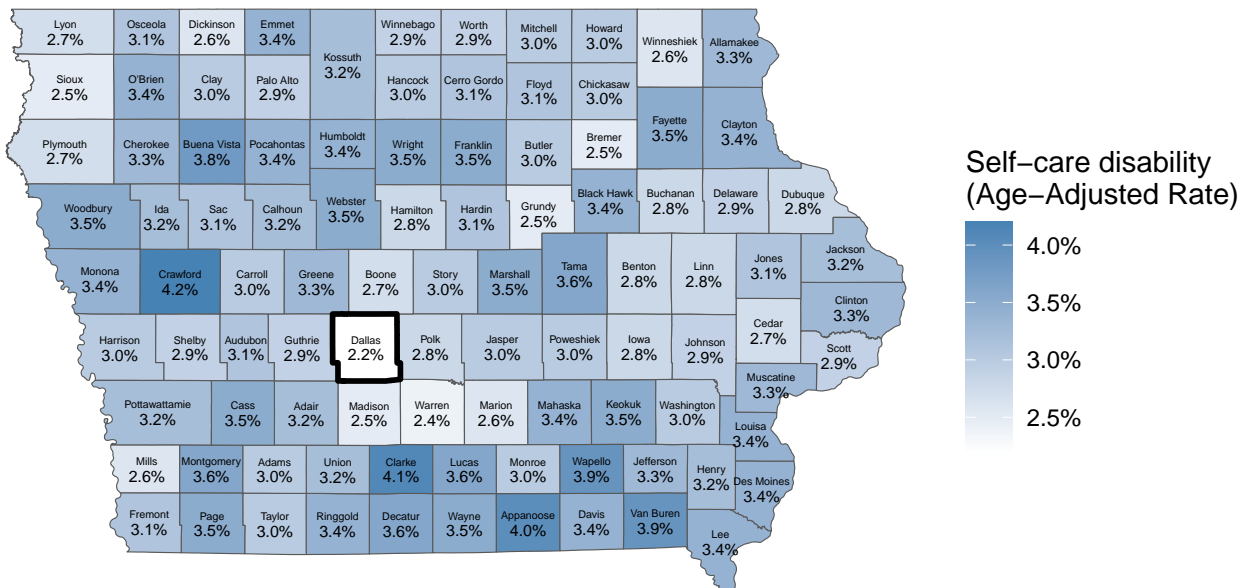 Lyon
2.7%
Osceola
3.1%
Dickinson
2.6%
Emmet
3.4%
Kossuth
3.2%
Winnebago
2.9%
Worth
2.9%
Mitchell
3.0%
Howard
3.0%
Winneshiek
2.6%
Allamakee
3.3%
Sioux
2.5%
O'Brien
3.4%
Clay
3.0%
Palo Alto
2.9%
Hancock
3.0%
Cerro Gordo
3.1%
Floyd
3.1%
Chickasaw
3.0%
Fayette
3.5%
Clayton
3.4%
Plymouth
2.7%
Cherokee
3.3%
Buena Vista
3.8%
Pocahontas
3.4%
Humboldt
3.4%
Wright
3.5%
Franklin
3.5%
Butler
3.0%
Bremer
2.5%
Woodbury
3.5%
Ida
3.2%
Sac
3.1%
Calhoun
3.2%
Webster
3.5%
Hamilton
2.8%
Hardin
3.1%
Grundy
2.5%
Black Hawk
3.4%
Buchanan
2.8%
Delaware
2.9%
Dubuque
2.8%
Monona
3.4%
Crawford
4.2%
Carroll
3.0%
Greene
3.3%
Boone
2.7%
Story
3.0%
Marshall
3.5%
Tama
3.6%
Benton
2.8%
Linn
2.8%
Jones
3.1%
Jackson
3.2%
Clinton
3.3%
Harrison
3.0%
Shelby
2.9%
Audubon
3.1%
Guthrie
2.9%
Dallas
2.2%
Polk
2.8%
Jasper
3.0%
Poweshiek
3.0%
Iowa
2.8%
Johnson
2.9%
Cedar
2.7%
Scott
2.9%
Muscatine
3.3%
Pottawattamie
3.2%
Cass
3.5%
Adair
3.2%
Madison
2.5%
Warren
2.4%
Marion
2.6%
Mahaska
3.4%
Keokuk
3.5%
Washington
3.0%
Louisa
3.4%
Mills
2.6%
Montgomery
3.6%
Adams
3.0%
Union
3.2%
Clarke
4.1%
Lucas
3.6%
Monroe
3.0%
Wapello
3.9%
Jefferson
3.3%
Henry
3.2%
Des Moines
3.4%
Fremont
3.1%
Page
3.5%
Taylor
3.0%
Ringgold
3.4%
Decatur
3.6%
Wayne
3.5%
Appanoose
4.0%
Davis
3.4%
Van Buren
3.9%
Lee
3.4%
Self−care disability
(Age−Adjusted Rate)
4.0%
3.5%
3.0%
2.5%